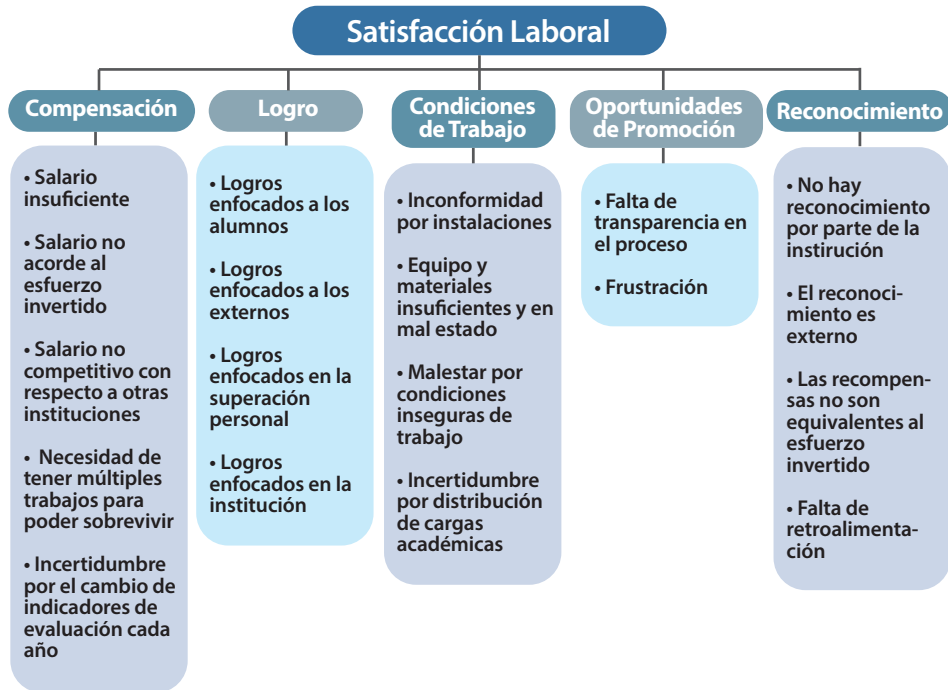 Satisfacción Laboral
Compensación
• Salario
insuficiente
• Salario no
acorde al
esfuerzo
invertido
• Salario no
competitivo con
respecto a otras
instituciones
• Necesidad de
tener múltiples
trabajos para
poder sobrevivir
• Incertidumbre
por el cambio de
indicadores de
evaluación cada
año
Logro
• Logros
enfocados a los
alumnos
• Logros
enfocados a los
externos
• Logros
enfocados en la
superación
personal
• Logros
enfocados en la
institución
Condiciones
de Trabajo
• Inconformidad
por instalaciones
• Equipo y
materiales
insuficientes y en
mal estado
• Malestar por
condiciones
inseguras de
trabajo
• Incertidumbre
por distribución
de cargas
académicas
Oportunidades
de Promoción
• Falta de
transparencia en
el proceso
• Frustración
Reconocimiento
• No hay
reconocimiento
por parte de la
instirución
• El reconoci-
miento es
externo
• Las recompen-
sas no son
equivalentes al
esfuerzo
invertido
• Falta de
retroalimenta-
ción